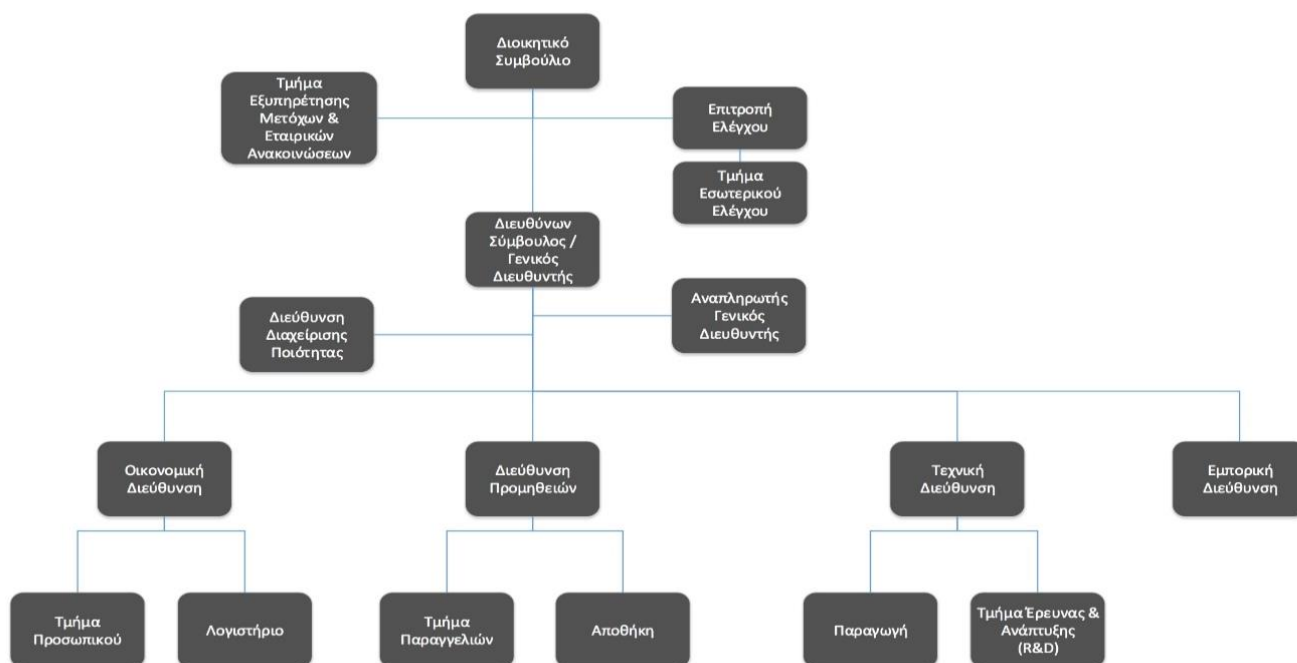 Διοικητικό
Συμβούλιο
Τμήμα
Εξυπηρέτησης
Μετόχων &
Εταιρικών
Ανακοινώσεων
Επιτροπή
Ελέγχου
Τμήμα
Εσωτερικού
Ελέγχου
Διευθύνων
Σύμβουλος /
Γενικός
Διευθυντής
Διεύθυνση
Διαχείρισης
Ποιότητας
Αναπληρωτής
Γενικός
Διευθυντής
Οικονομική
Διεύθυνση
Διεύθυνση
Προμηθειών
Τεχνική
Διεύθυνση
Εμπορική
Διεύθυνση
Τμήμα
Προσωπικού
Λογιστήριο
Τμήμα
Παραγγελιών
Αποθήκη
Παραγωγή
Τμήμα Έρευνας &
Ανάπτυξης
(R&D)